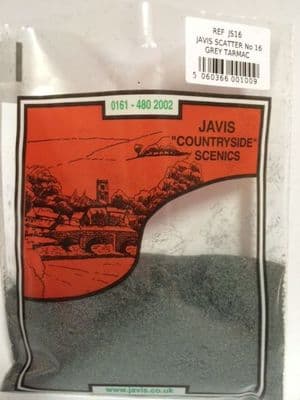 REF JS16
JAVIS SCATTER No 16
GREY TARMAC
5 060366 001009
0161 - 480 2002
JAVIS
"COUNTRYSIDE"
SCENICS
www.javis.co.uk